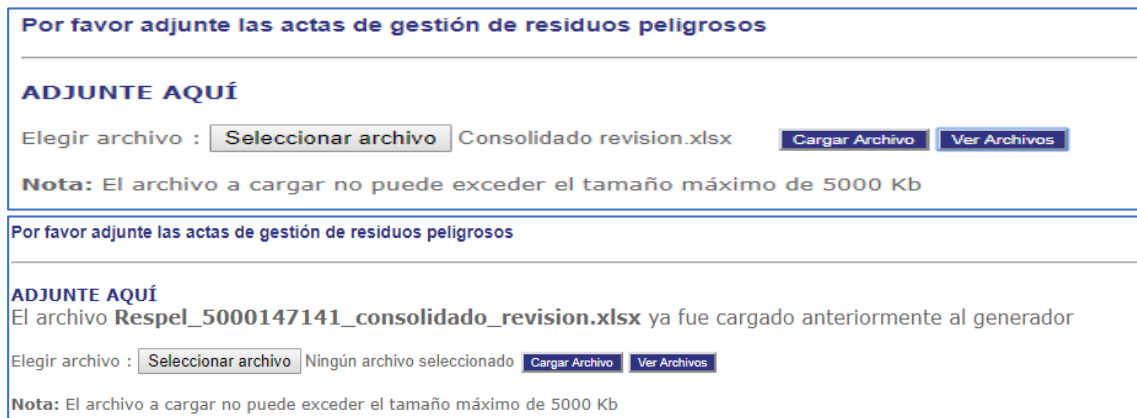 Por favor adjunte las actas de gestión de residuos peligrosos
ADJUNTE AQUÍ
Elegir archivo : Seleccionar archivo Consolidado revision.xlsx Cargar Archivo Ver Archivos
Nota: El archivo a cargar no puede exceder el tamaño máximo de 5000 Kb
Por favor adjunte las actas de gestión de residuos peligrosos
ADJUNTE AQUÍ
El archivo Respel_5000147141_consolidado_revision.xlsx ya fue cargado anteriormente al generador
Elegir archivo : Seleccionar archivo Ningún archivo seleccionado Cargar Archivo Ver Archivos
Nota: El archivo a cargar no puede exceder el tamaño máximo de 5000 Kb